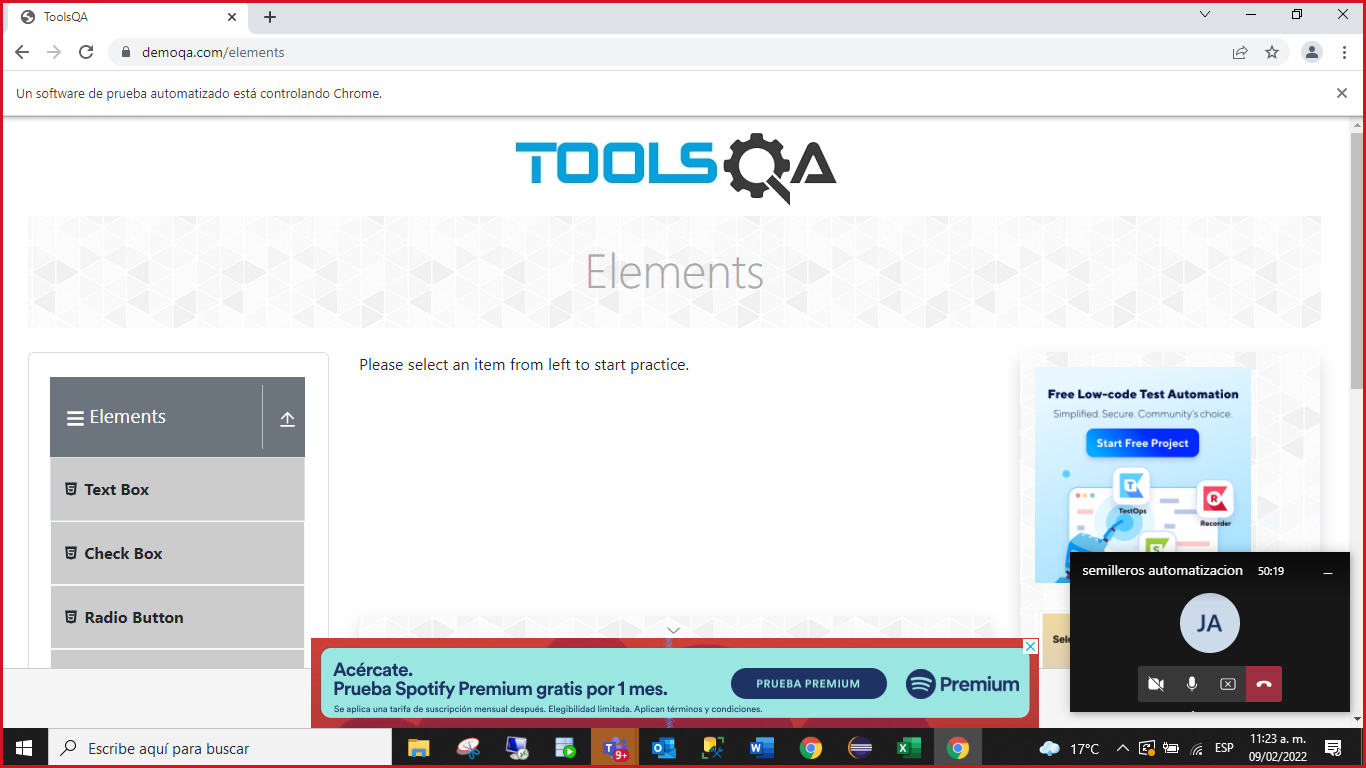 ToolsQA
demoqa.com/elements
Un software de prueba automatizado está controlando Chrome.
TOOLSQA
Elements
Please select an item from left to start practice.
Elements
Text Box
Check Box
Radio Button
Free Low-code Test Automation
Simplified. Secure. Community's choice.
Start Free Project
TestOps
Recorder
Sele
semilleros automatizacion 50:19
JA
Acércate.
Prueba Spotify Premium gratis por 1 mes.
Se aplica una tarifa de suscripción mensual después. Elegibilidad limitada. Aplican términos y condiciones.
PRUEBA PREMIUM
Premium
Escribe aquí para buscar
9+
17°C
ESP
11:23 a. m.
09/02/2022